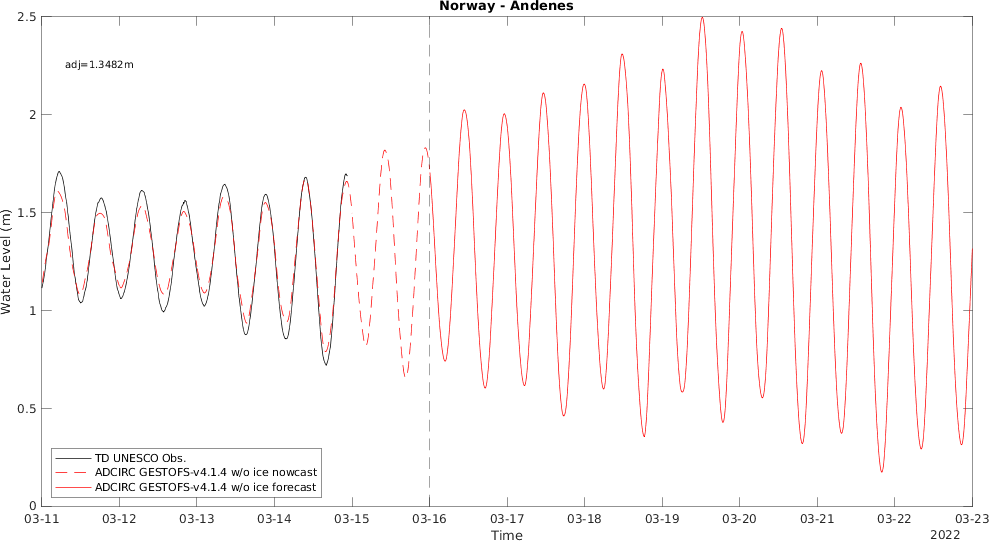 Norway - Andenes
2.5
adj=1.3482m
2
1.5
Water Level (m)
1
0.5
TD UNESCO Obs.
ADCIRC GESTOFS-v4.1.4 w/o ice nowcast
ADCIRC GESTOFS-v4.1.4 w/o ice forecast
0
03-11 03-12 03-13 03-14 03-15 03-16 03-17 03-18 03-19 03-20 03-21 03-22 03-23
Time
2022